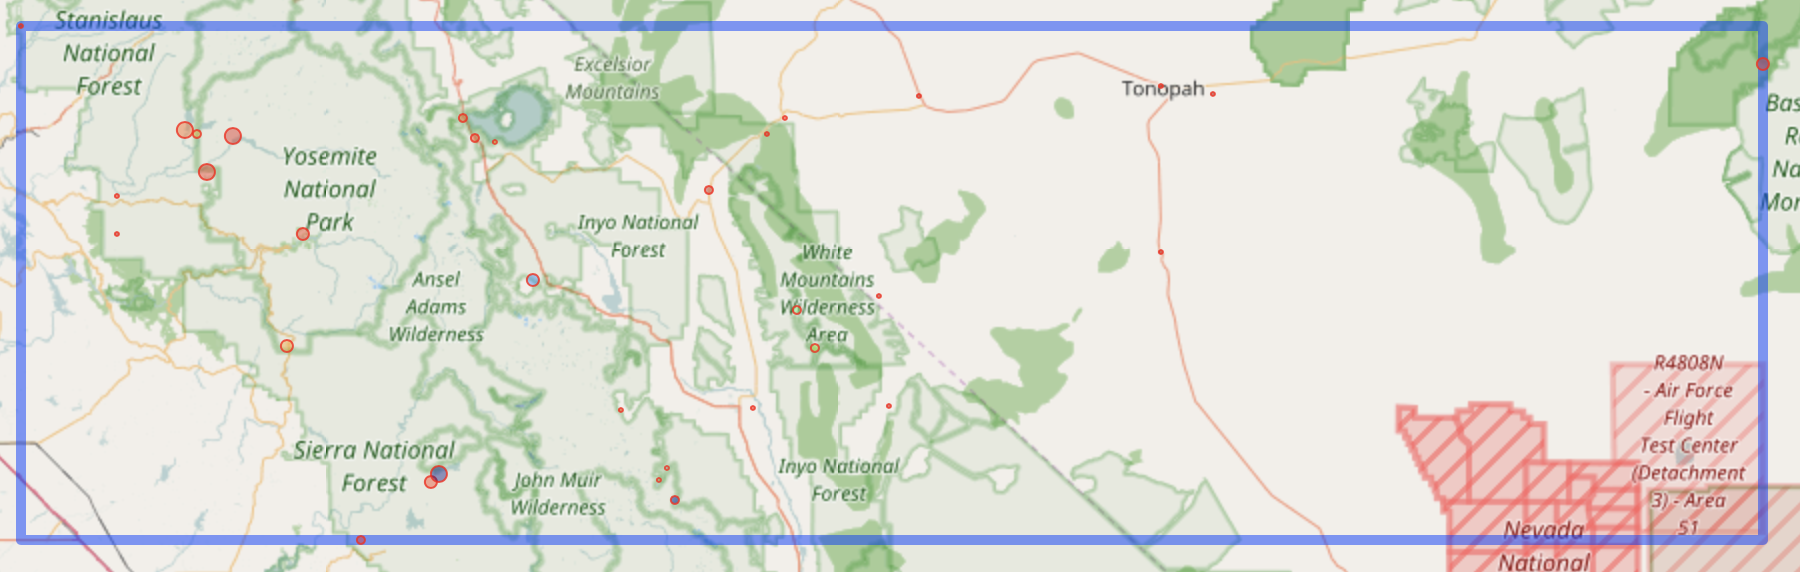 Stanislaus
National
Forest
Excelsior
Mountains
Tonopah
Bas
R
Na
Mon
Yosemite
National
Park
Inyo National
Forest
White
Mountains
Wilderness
Area
Ansel
Adams
Wilderness
R4808N
- Air Force
Flight
Test Center
(Detachment
3) - Area
51
Sierra National
Forest
John Muir
Wilderness
Inyo National
Forest
Nevada
National